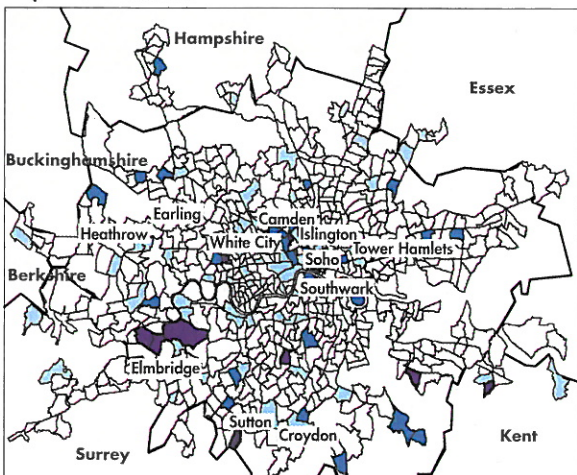 Hampshire
Essex
Buckinghamshire
Earling
Camden
Heathrow
White City
Islington
Tower Hamlets
Soho
Berkshire
Southwark
Elmbridge
Sutton
Croydon
Surrey
Kent